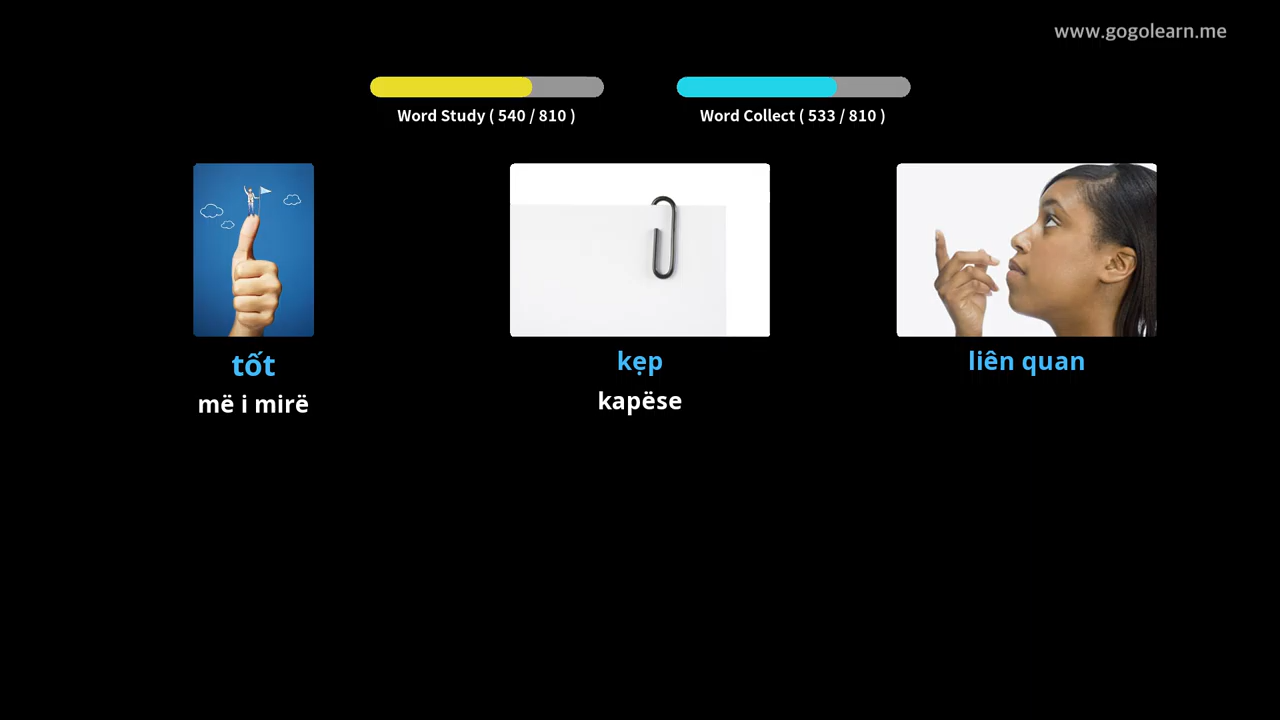 www.gogolearn.me
Word Study ( 540 / 810 )
Word Collect ( 533 / 810 )
tốt
më i mirë
kẹp
kapëse
liên quan